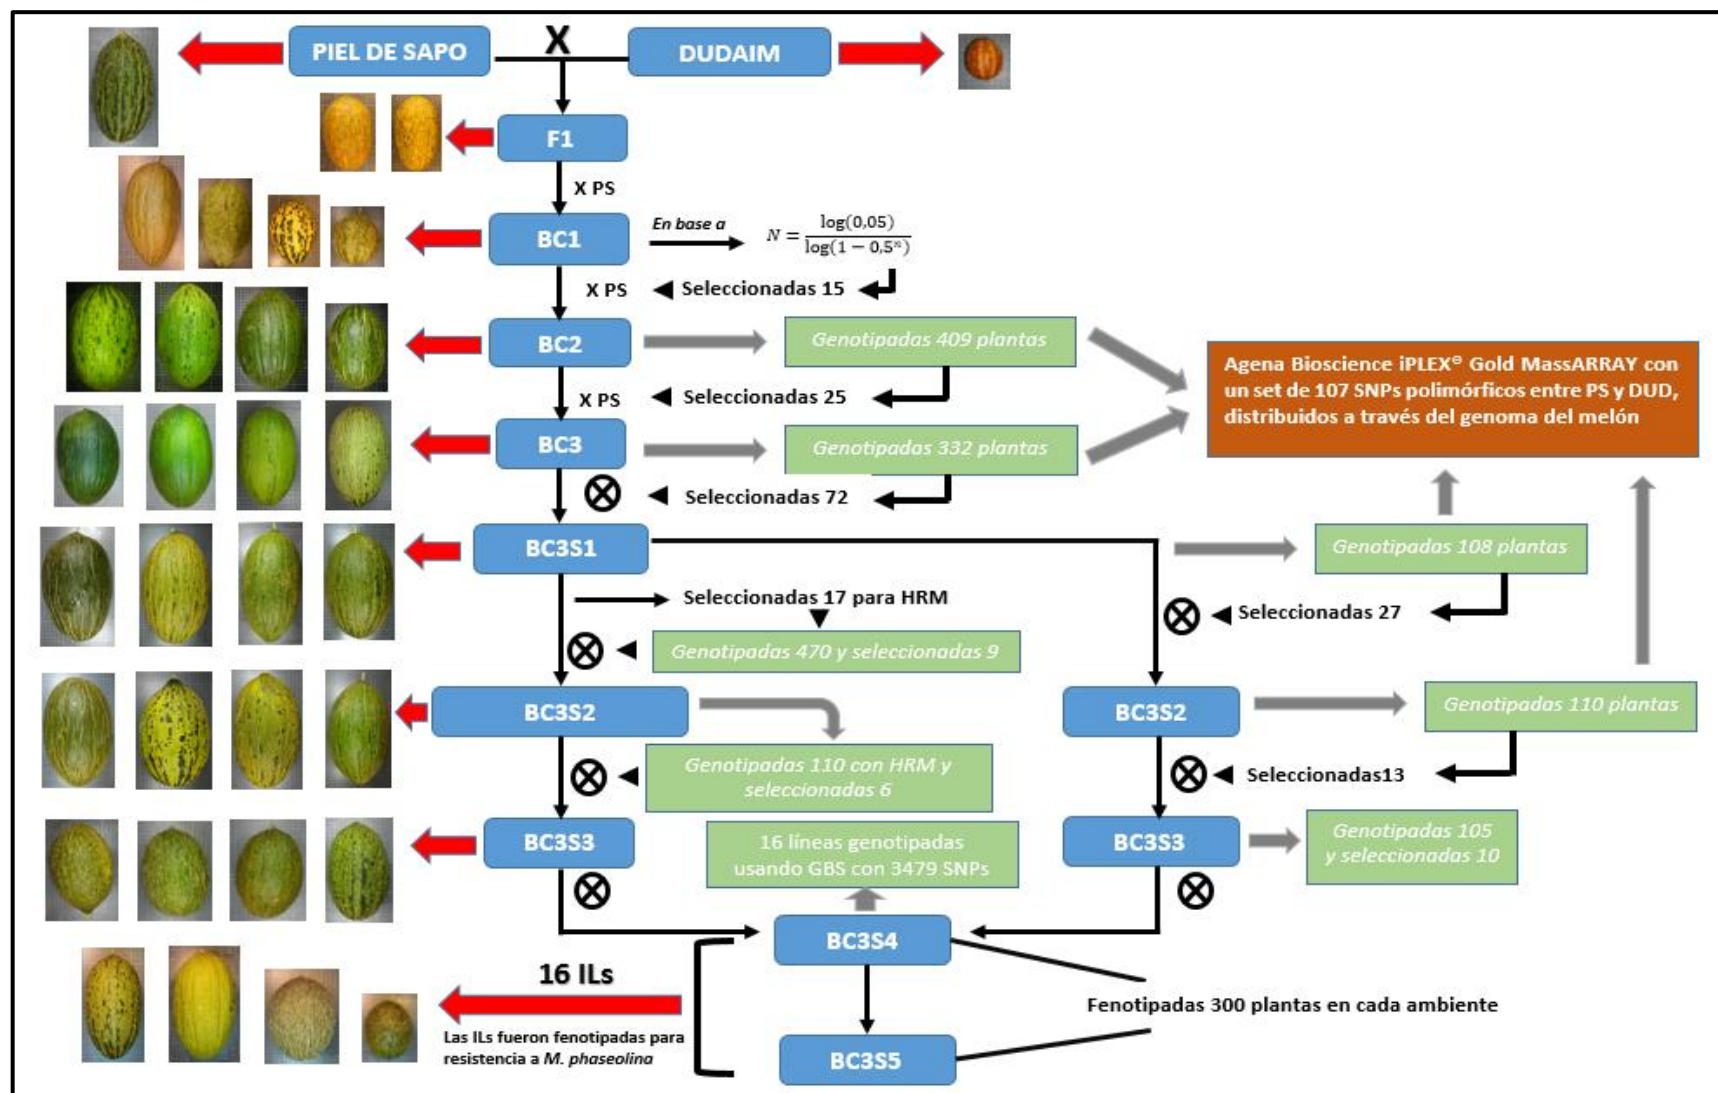 PIEL DE SAPO
X
DUDAIM
F1
X PS
BC1
En base a
N = log(0,05) / log(1 − 0,5ⁿ)
X PS
Seleccionadas 15
BC2
Genotipadas 409 plantas
Agena Bioscience iPLEX® Gold MassARRAY con
un set de 107 SNPs polimórficos entre PS y DUD,
distribuidos a través del genoma del melón
X PS
Seleccionadas 25
BC3
Genotipadas 332 plantas
Seleccionadas 72
BC3S1
Genotipadas 108 plantas
Seleccionadas 17 para HRM
Seleccionadas 27
Genotipadas 470 y seleccionadas 9
BC3S2
BC3S2
Genotipadas 110 plantas
Genotipadas 110 con HRM y
seleccionadas 6
Seleccionadas13
BC3S3
16 líneas genotipadas
usando GBS con 3479 SNPs
BC3S3
Genotipadas 105
y seleccionadas 10
BC3S4
16 ILs
Fenotipadas 300 plantas en cada ambiente
Las ILs fueron fenotipadas para
resistencia a M. phaseolina
BC3S5